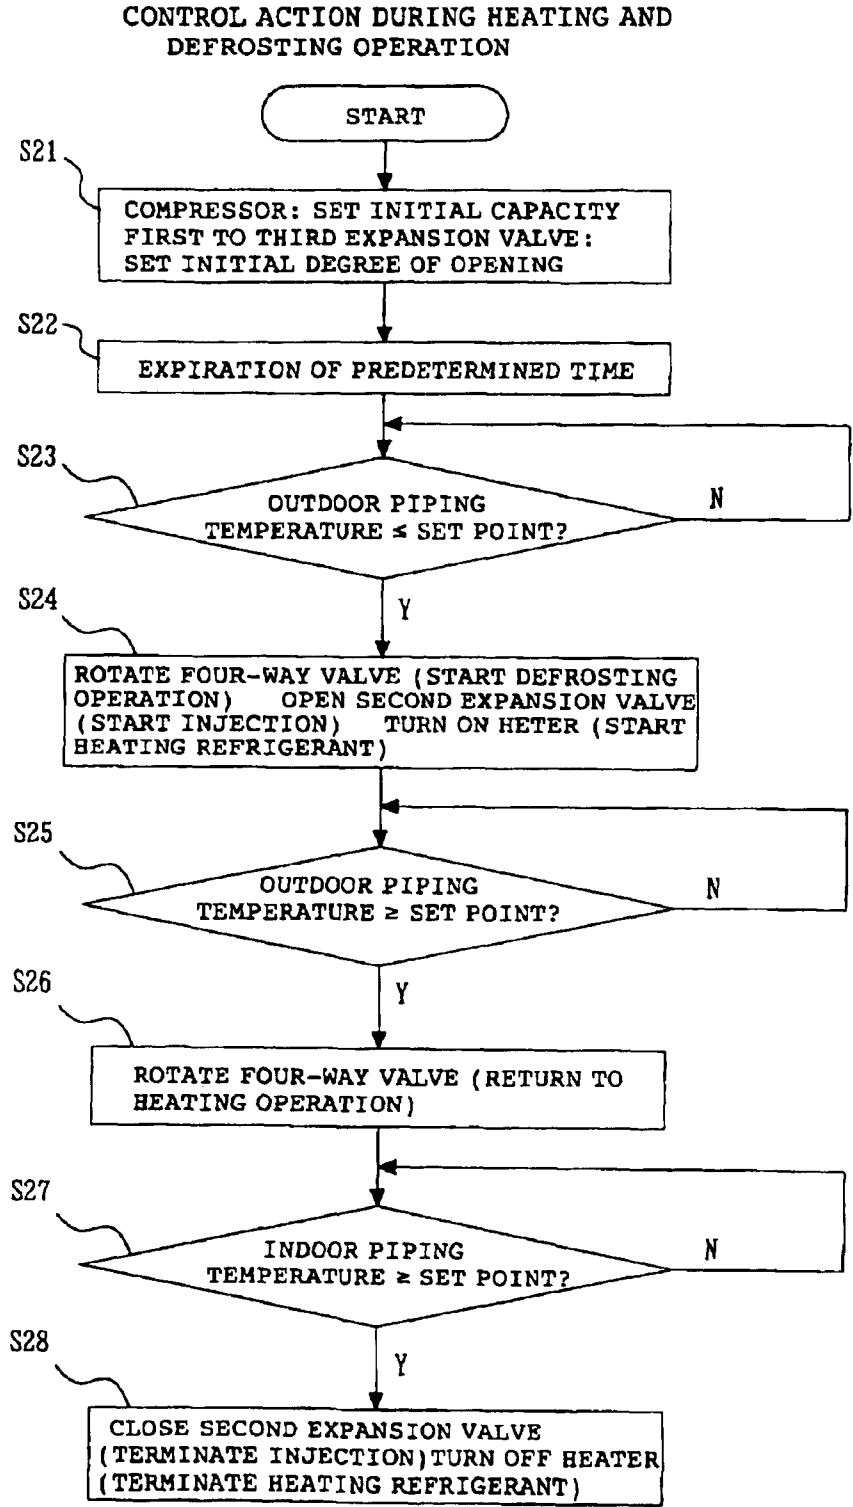 CONTROL ACTION DURING HEATING AND
DEFROSTING OPERATION
START
S21
COMPRESSOR: SET INITIAL CAPACITY
FIRST TO THIRD EXPANSION VALVE:
SET INITIAL DEGREE OF OPENING
S22
EXPIRATION OF PREDETERMINED TIME
S23
OUTDOOR PIPING
TEMPERATURE ≤ SET POINT?
N
Y
S24
ROTATE FOUR-WAY VALVE (START DEFROSTING
OPERATION) OPEN SECOND EXPANSION VALVE
(START INJECTION) TURN ON HETER (START
HEATING REFRIGERANT)
S25
OUTDOOR PIPING
TEMPERATURE ≥ SET POINT?
N
Y
S26
ROTATE FOUR-WAY VALVE (RETURN TO
HEATING OPERATION)
S27
INDOOR PIPING
TEMPERATURE ≥ SET POINT?
N
Y
S28
CLOSE SECOND EXPANSION VALVE
(TERMINATE INJECTION) TURN OFF HEATER
(TERMINATE HEATING REFRIGERANT)